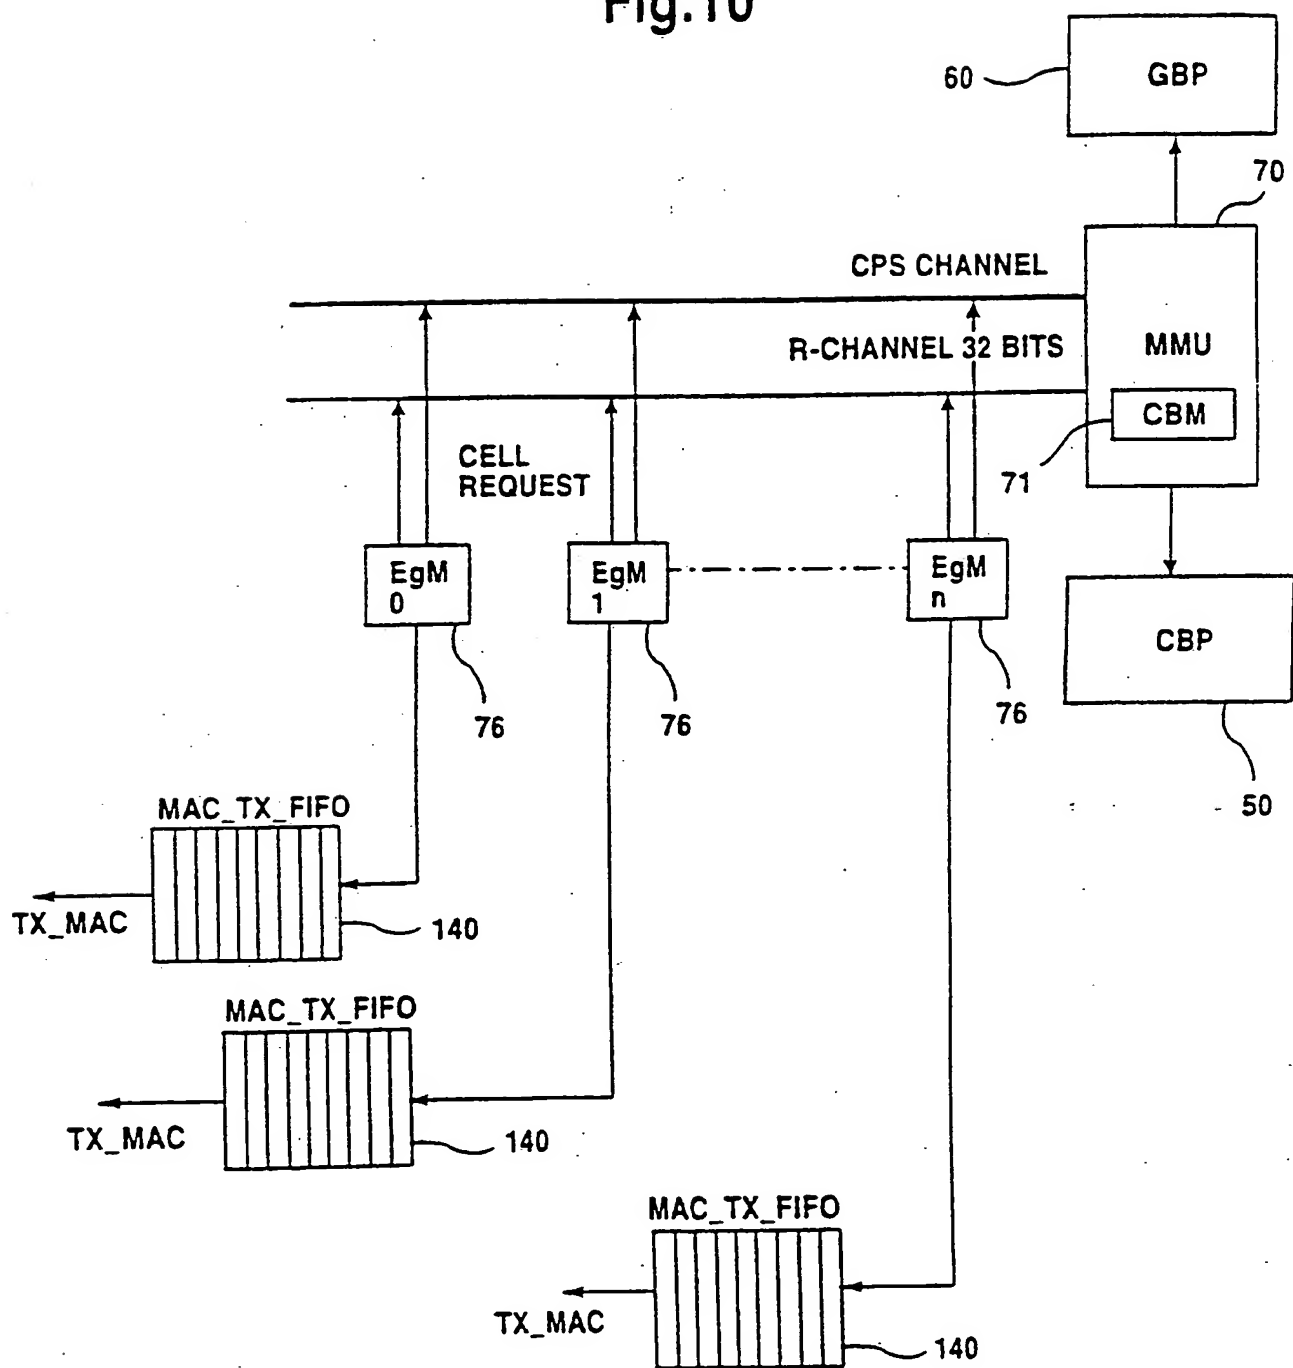 Fig.10
60
GBP
70
CPS CHANNEL
R-CHANNEL 32 BITS
MMU
CBM
CELL
REQUEST
71
EgM
0
EgM
1
EgM
n
CBP
76
76
76
50
MAC_TX_FIFO
TX_MAC
140
MAC_TX_FIFO
TX_MAC
140
MAC_TX_FIFO
TX_MAC
140